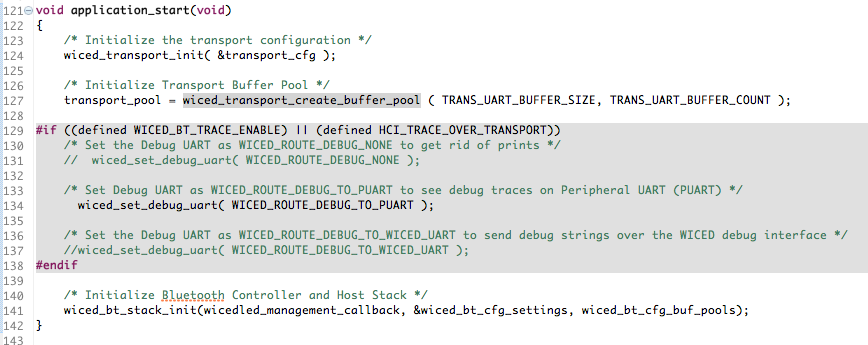 121 void application_start(void)
122 {
123     /* Initialize the transport configuration */
124     wiced_transport_init( &transport_cfg );
125
126     /* Initialize Transport Buffer Pool */
127     transport_pool = wiced_transport_create_buffer_pool ( TRANS_UART_BUFFER_SIZE, TRANS_UART_BUFFER_COUNT );
128
129 #if ((defined WICED_BT_TRACE_ENABLE) || (defined HCI_TRACE_OVER_TRANSPORT))
130     /* Set the Debug UART as WICED_ROUTE_DEBUG_NONE to get rid of prints */
131     //  wiced_set_debug_uart( WICED_ROUTE_DEBUG_NONE );
132
133     /* Set Debug UART as WICED_ROUTE_DEBUG_TO_PUART to see debug traces on Peripheral UART (PUART) */
134       wiced_set_debug_uart( WICED_ROUTE_DEBUG_TO_PUART );
135
136     /* Set the Debug UART as WICED_ROUTE_DEBUG_TO_WICED_UART to send debug strings over the WICED debug interface */
137     //wiced_set_debug_uart( WICED_ROUTE_DEBUG_TO_WICED_UART );
138 #endif
139
140     /* Initialize Bluetooth Controller and Host Stack */
141     wiced_bt_stack_init(wicedled_management_callback, &wiced_bt_cfg_settings, wiced_bt_cfg_buf_pools);
142 }
143